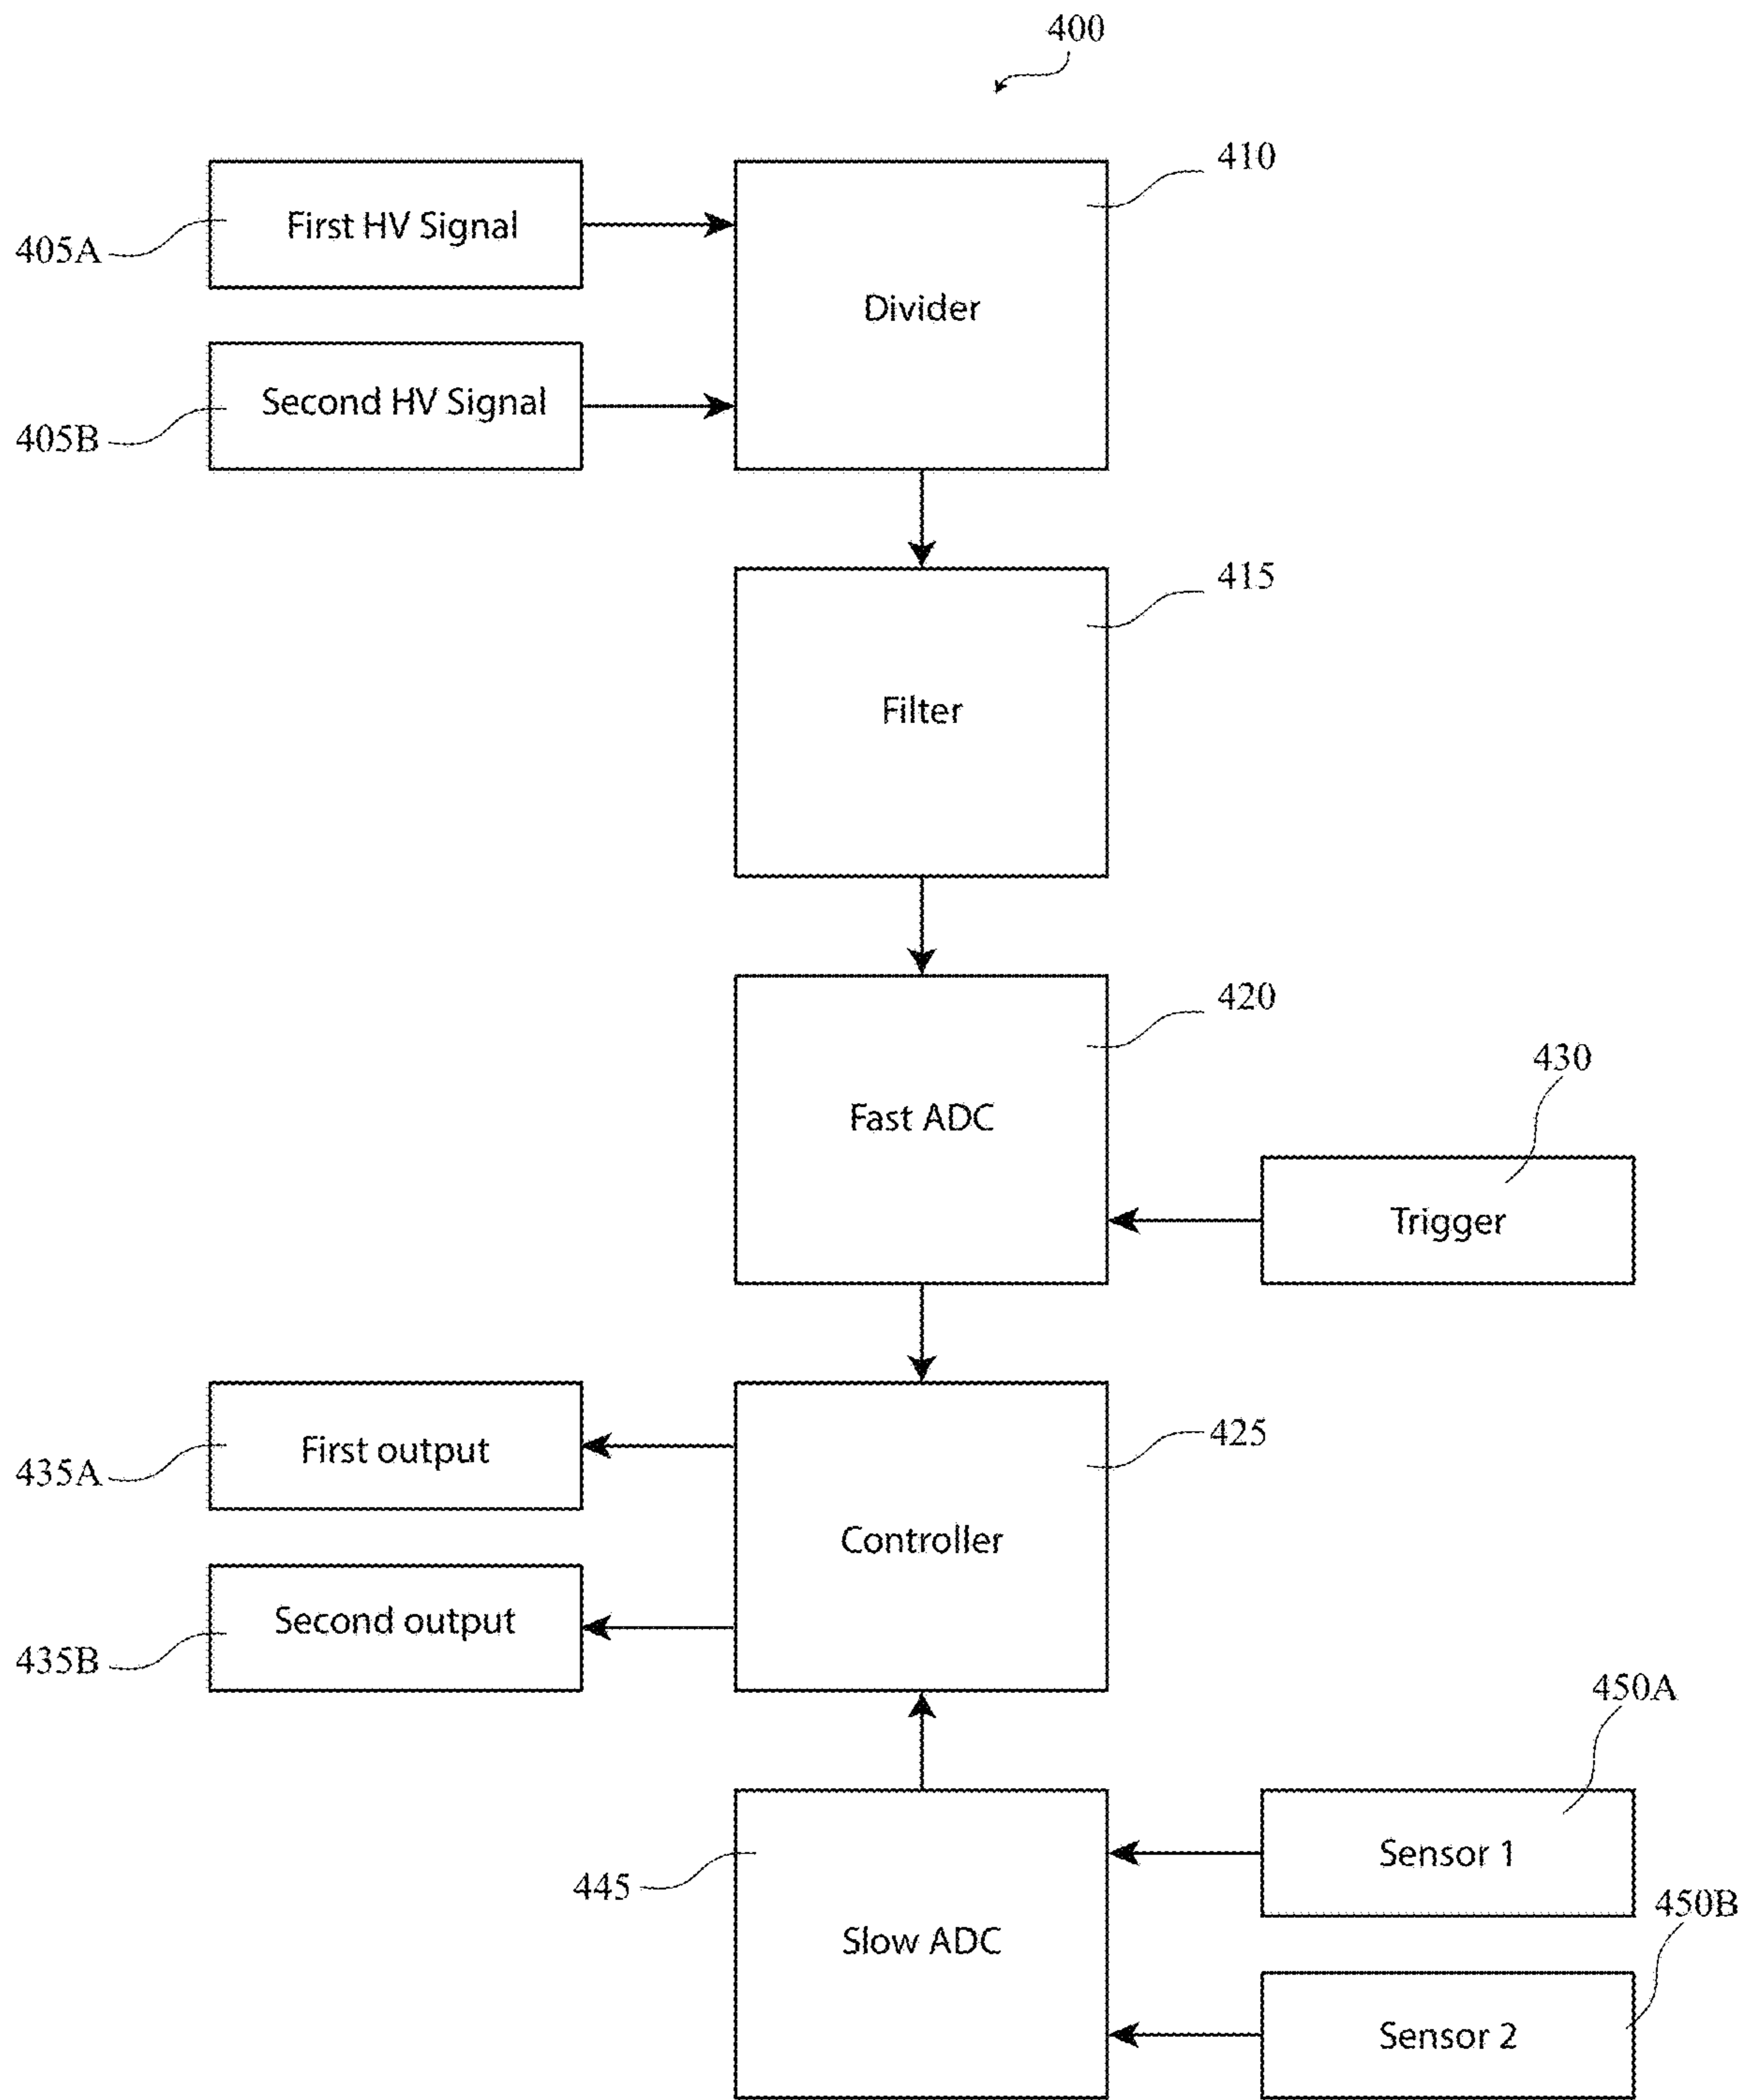 400
410
First HV Signal
405A
Divider
Second HV Signal
405B
415
Filter
420
Fast ADC
430
Trigger
First output
435A
425
Controller
Second output
435B
450A
Sensor 1
445
450B
Slow ADC
Sensor 2